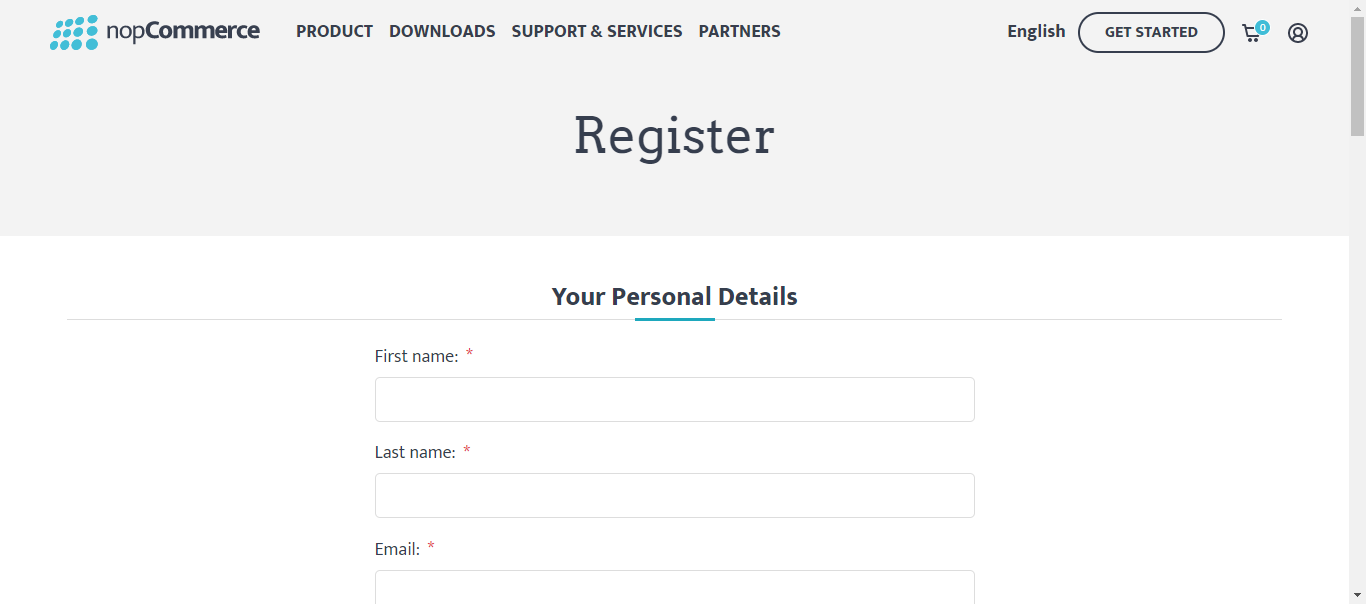 nopCommerce PRODUCT DOWNLOADS SUPPORT & SERVICES PARTNERS English GET STARTED 0
Register
Your Personal Details
First name: *
Last name: *
Email: *